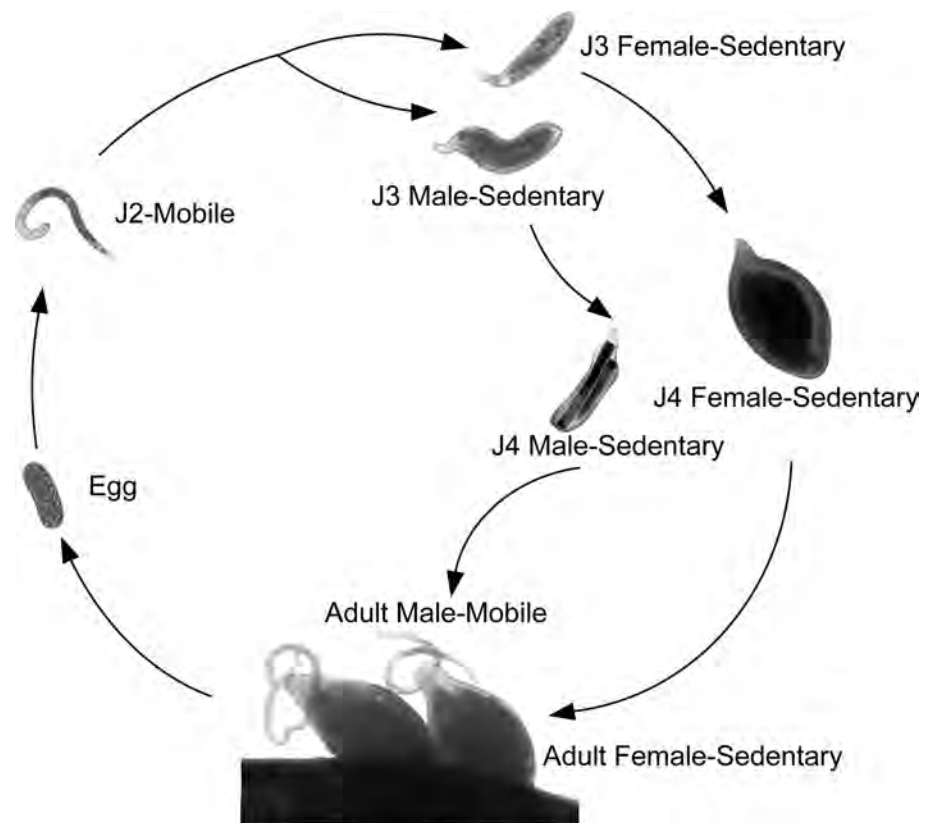 J3 Female-Sedentary
J3 Male-Sedentary
J2-Mobile
J4 Female-Sedentary
J4 Male-Sedentary
Egg
Adult Male-Mobile
Adult Female-Sedentary